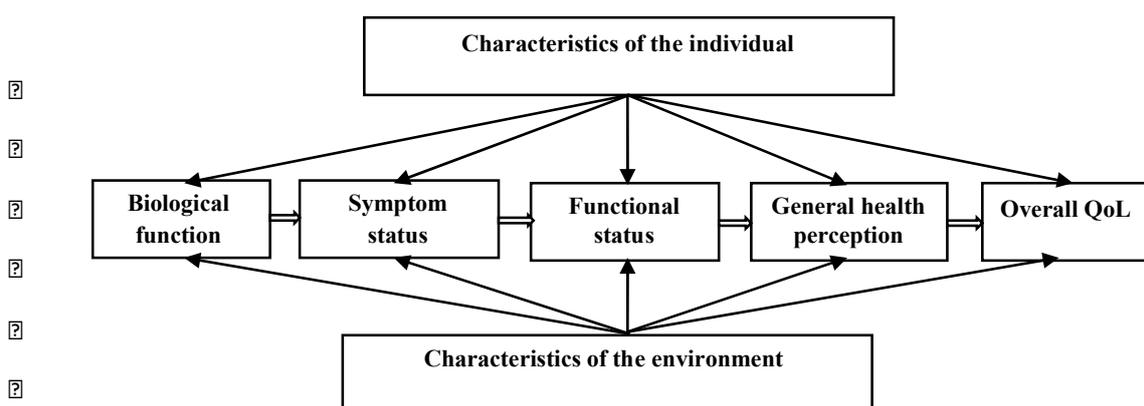 Characteristics of the individual
Biological
function
Symptom
status
Functional
status
General health
perception
Overall QoL
Characteristics of the environment